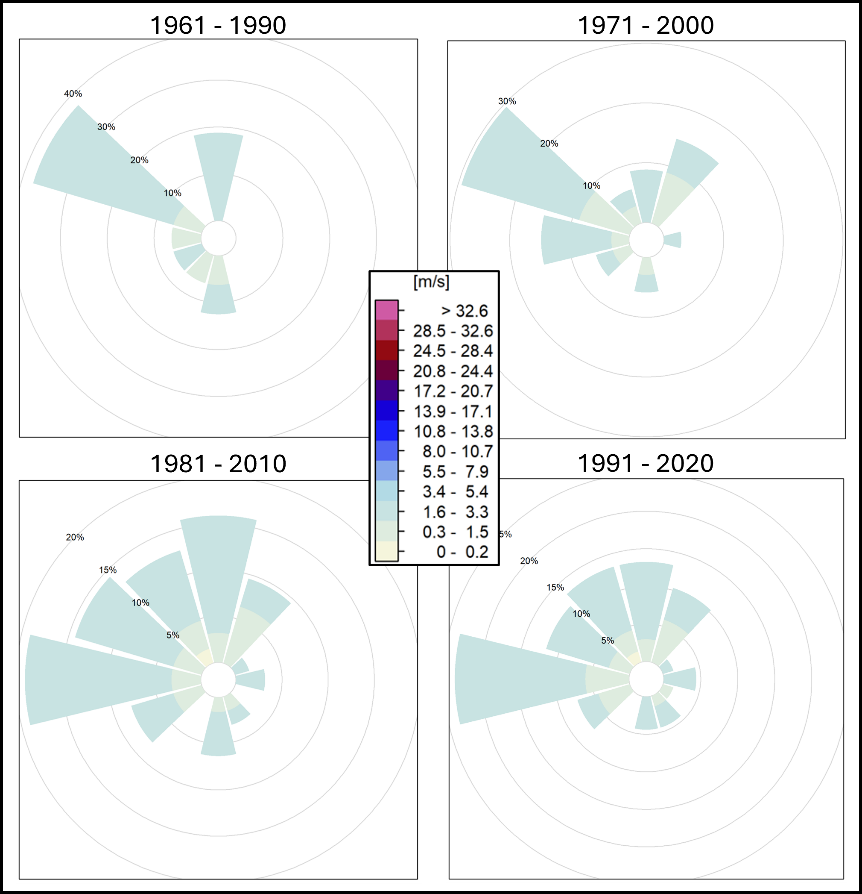 1961 - 1990
1971 - 2000
40%
30%
20%
10%
30%
20%
10%
[m/s]
> 32.6
28.5 - 32.6
24.5 - 28.4
20.8 - 24.4
17.2 - 20.7
13.9 - 17.1
10.8 - 13.8
8.0 - 10.7
5.5 - 7.9
3.4 - 5.4
1.6 - 3.3
0.3 - 1.5
0 - 0.2
1981 - 2010
1991 - 2020
20%
15%
10%
5%
5%
20%
15%
10%
5%